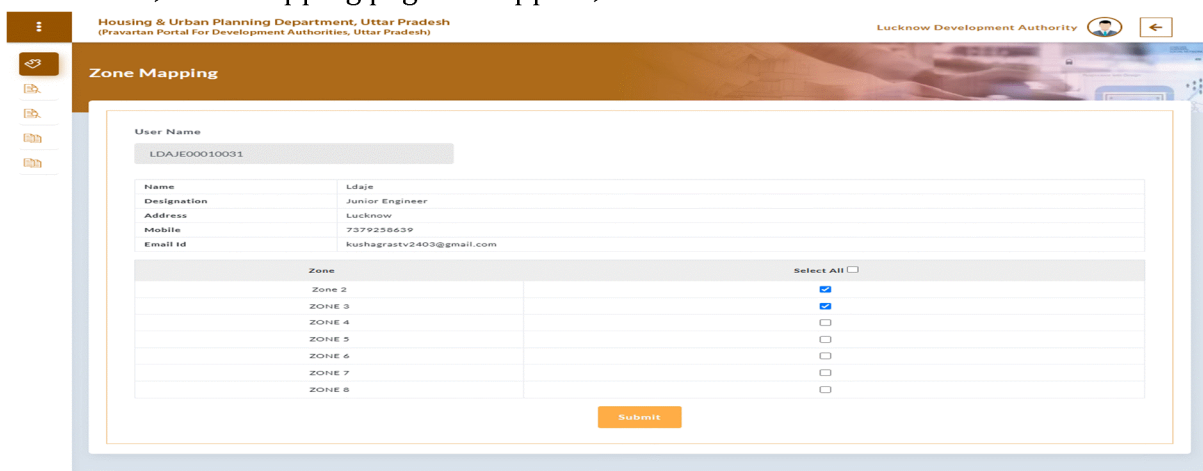 Housing & Urban Planning Department, Uttar Pradesh
(Pravartan Portal For Development Authorities, Uttar Pradesh)
Lucknow Development Authority
Zone Mapping
User Name
LDAJE00010031
Name Ldaje
Designation Junior Engineer
Address Lucknow
Mobile 7379258639
Email Id kushagrastv2403@gmail.com
Zone Select All
Zone 2
ZONE 3
ZONE 4
ZONE 5
ZONE 6
ZONE 7
ZONE 8
Submit